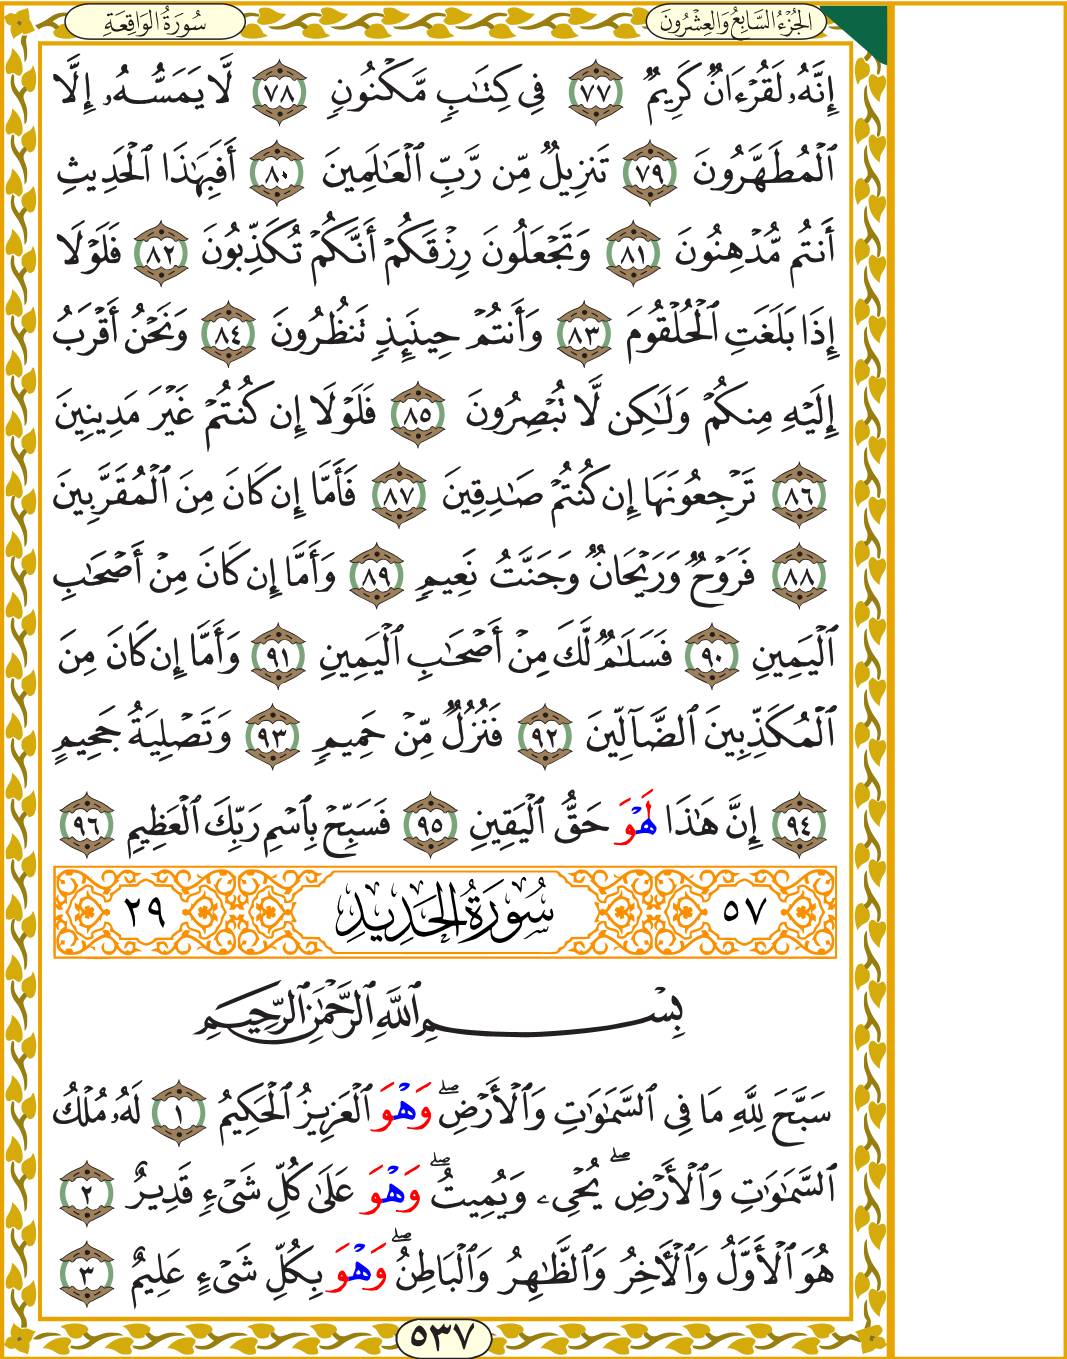 الجُزْءُ السَّابِعُ وَالعِشْرُونَ
سُورَةُ الوَاقِعَةِ
إِنَّهُۥ لَقُرْءَانٌ كَرِيمٌ ٧٧ فِى كِتَٰبٍ مَّكْنُونٍ ٧٨ لَّا يَمَسُّهُۥ إِلَّا
ٱلْمُطَهَّرُونَ ٧٩ تَنزِيلٌ مِّن رَّبِّ ٱلْعَٰلَمِينَ ٨٠ أَفَبِهَٰذَا ٱلْحَدِيثِ
أَنتُم مُّدْهِنُونَ ٨١ وَتَجْعَلُونَ رِزْقَكُمْ أَنَّكُمْ تُكَذِّبُونَ ٨٢ فَلَوْلَا
إِذَا بَلَغَتِ ٱلْحُلْقُومَ ٨٣ وَأَنتُمْ حِينَئِذٍ تَنظُرُونَ ٨٤ وَنَحْنُ أَقْرَبُ
إِلَيْهِ مِنكُمْ وَلَٰكِن لَّا تُبْصِرُونَ ٨٥ فَلَوْلَا إِن كُنتُمْ غَيْرَ مَدِينِينَ
٨٦ تَرْجِعُونَهَا إِن كُنتُمْ صَٰدِقِينَ ٨٧ فَأَمَّا إِن كَانَ مِنَ ٱلْمُقَرَّبِينَ
٨٨ فَرَوْحٌ وَرَيْحَانٌ وَجَنَّتُ نَعِيمٍ ٨٩ وَأَمَّا إِن كَانَ مِنْ أَصْحَٰبِ
ٱلْيَمِينِ ٩٠ فَسَلَٰمٌ لَّكَ مِنْ أَصْحَٰبِ ٱلْيَمِينِ ٩١ وَأَمَّا إِن كَانَ مِنَ
ٱلْمُكَذِّبِينَ ٱلضَّآلِّينَ ٩٢ فَنُزُلٌ مِّنْ حَمِيمٍ ٩٣ وَتَصْلِيَةُ جَحِيمٍ
٩٤ إِنَّ هَٰذَا لَهْوَ حَقُّ ٱلْيَقِينِ ٩٥ فَسَبِّحْ بِٱسْمِ رَبِّكَ ٱلْعَظِيمِ ٩٦
٥٧ سُورَةُ الحَدِيدِ ٢٩
بِسْمِ ٱللَّهِ ٱلرَّحْمَٰنِ ٱلرَّحِيمِ
سَبَّحَ لِلَّهِ مَا فِى ٱلسَّمَٰوَٰتِ وَٱلْأَرْضِۖ وَهْوَ ٱلْعَزِيزُ ٱلْحَكِيمُ ١ لَهُۥ مُلْكُ
ٱلسَّمَٰوَٰتِ وَٱلْأَرْضِۖ يُحْىِۦ وَيُمِيتُۖ وَهْوَ عَلَىٰ كُلِّ شَىْءٍ قَدِيرٌ ٢
هُوَ ٱلْأَوَّلُ وَٱلْأَخِرُ وَٱلظَّٰهِرُ وَٱلْبَاطِنُۖ وَهْوَ بِكُلِّ شَىْءٍ عَلِيمٌ ٣
٥٣٧